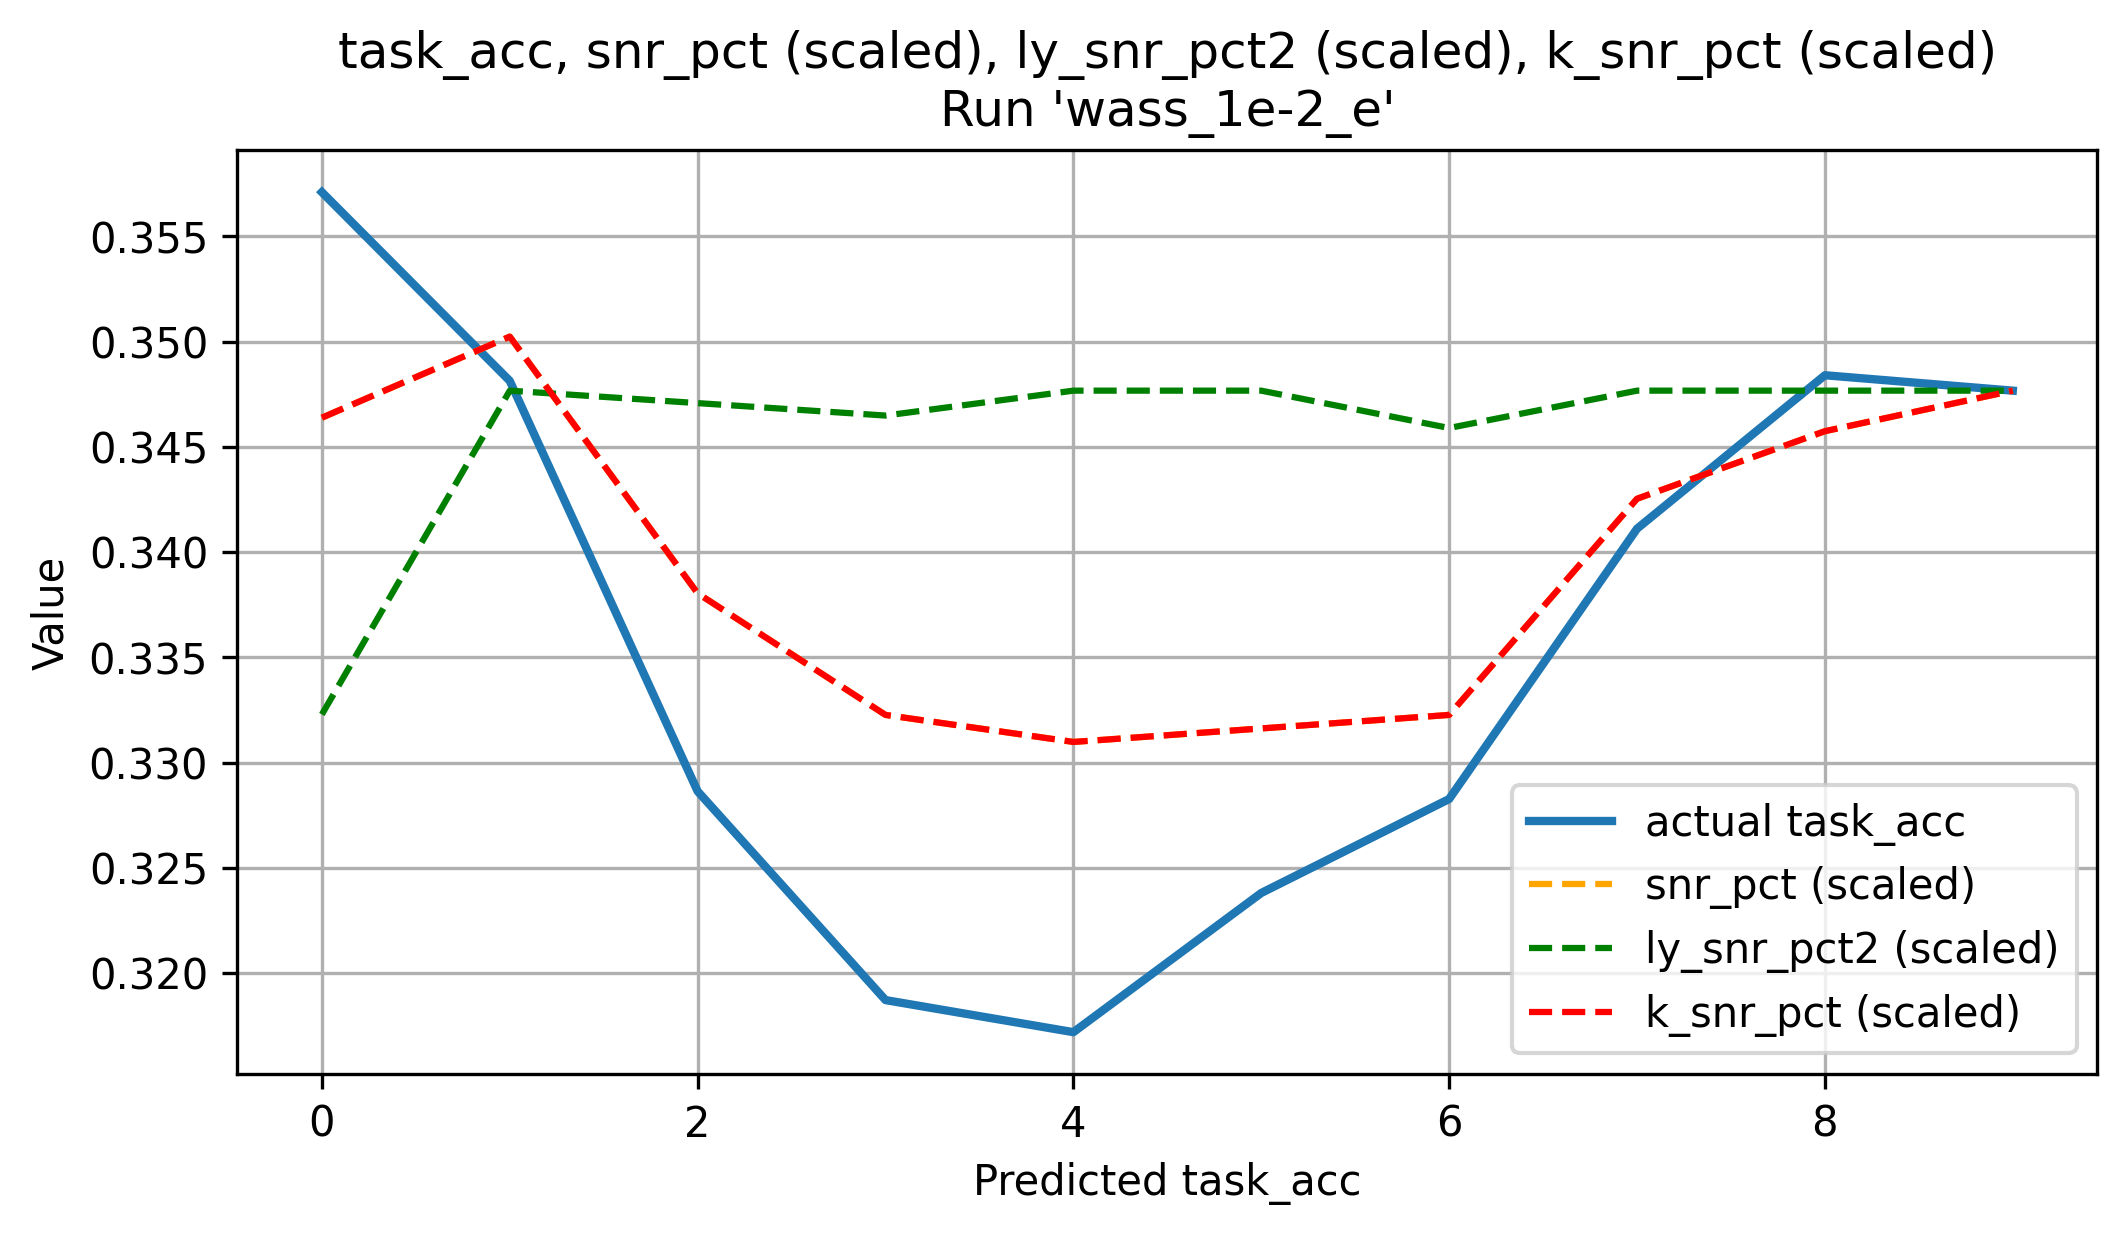 task_acc, snr_pct (scaled), ly_snr_pct2 (scaled), k_snr_pct (scaled)
Run 'wass_1e-2_e'
0.355
0.350
0.345
0.340
0.335
0.330
0.325
0.320
Value
actual task_acc
snr_pct (scaled)
ly_snr_pct2 (scaled)
k_snr_pct (scaled)
0 2 4 6 8
Predicted task_acc